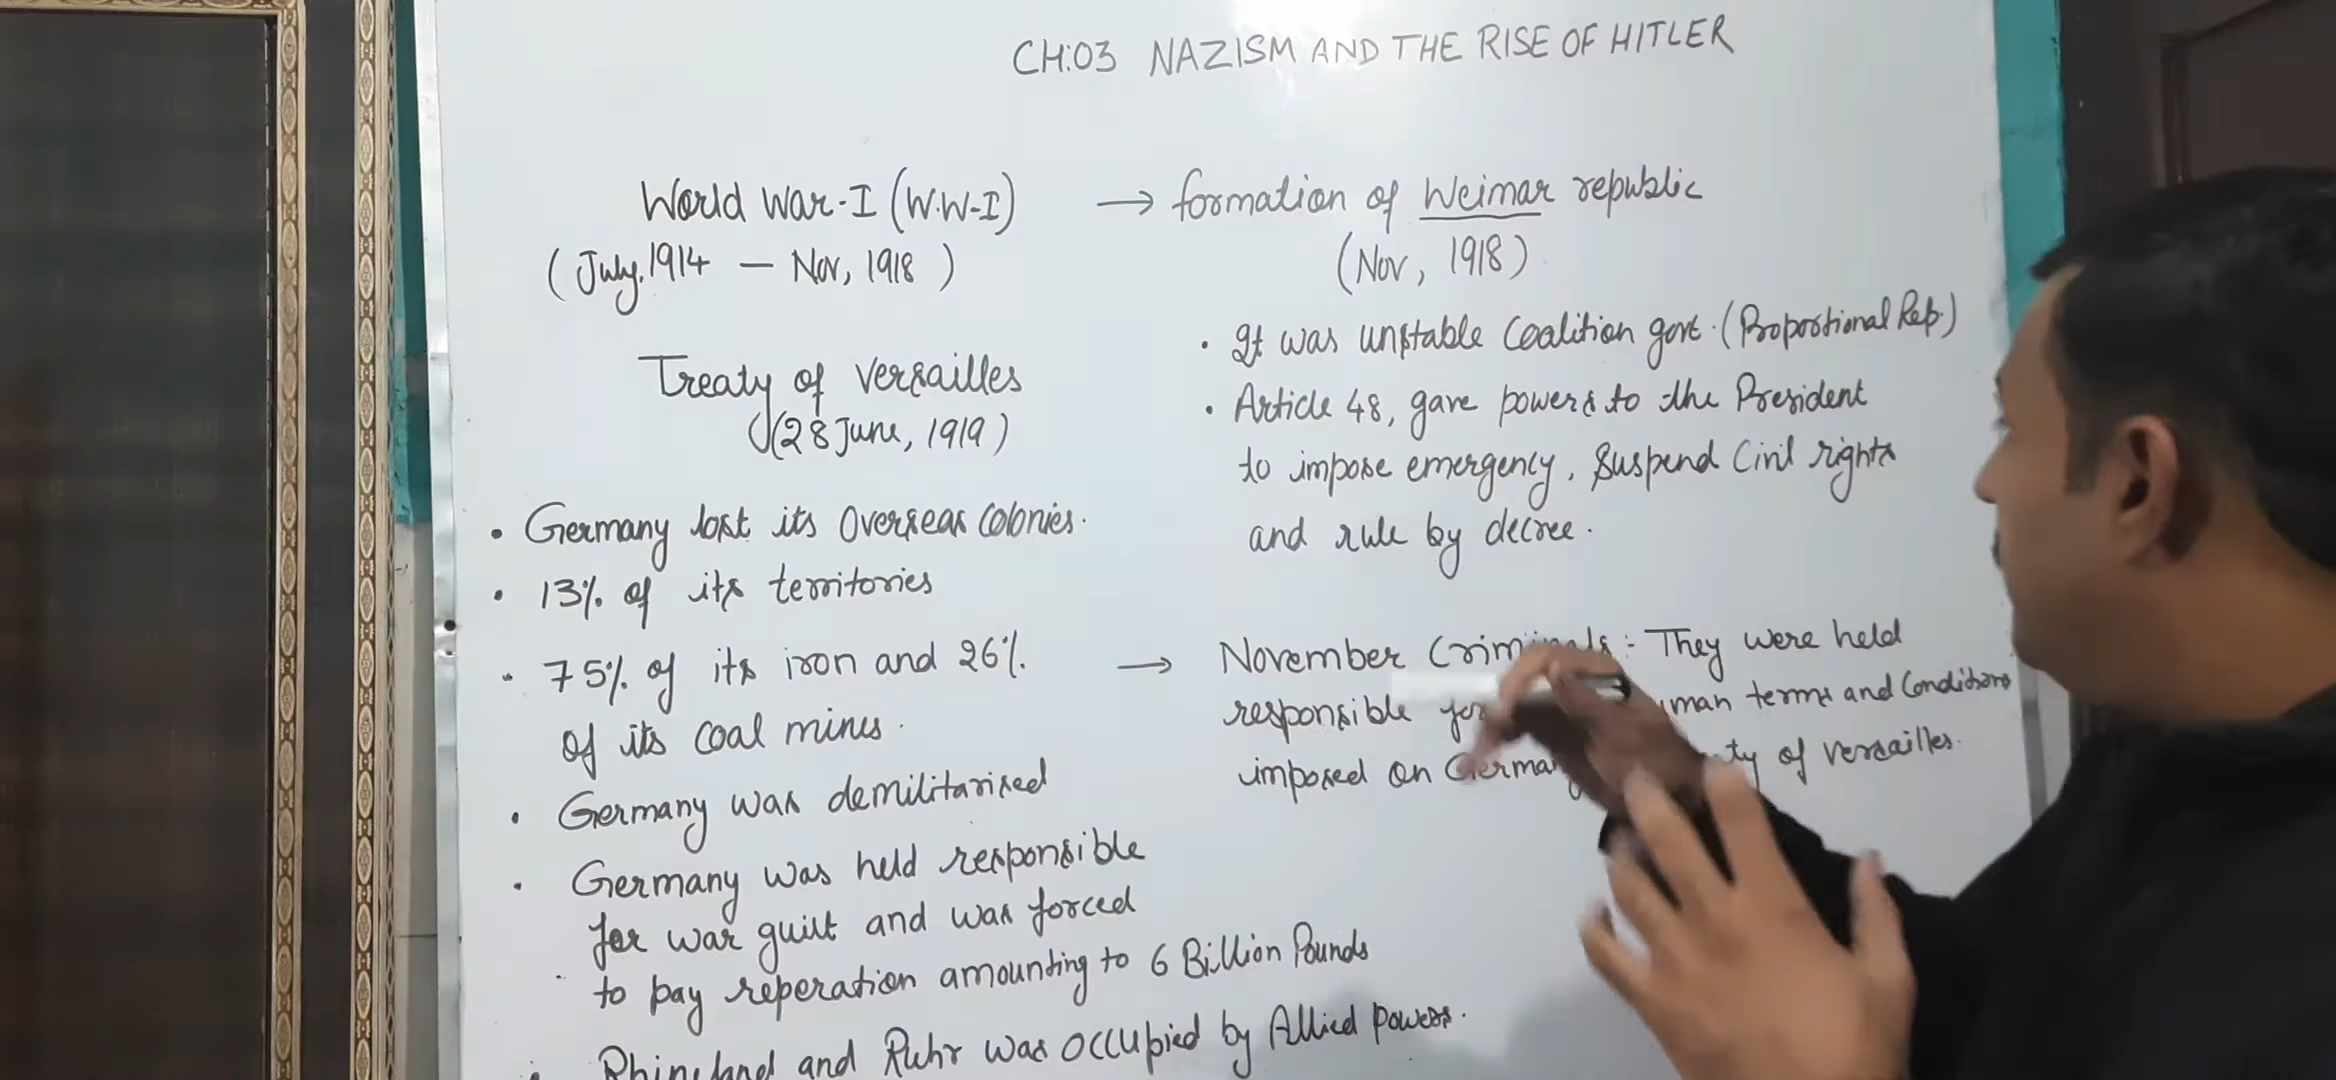 CH:03 NAZISM AND THE RISE OF HITLER
World War-I (W.W-I)
(July, 1914 — Nov, 1918)
Treaty of Versailles
(28 June, 1919)
• Germany lost its Overseas Colonies.
• 13% of its territories
• 75% of its iron and 26%
of its coal mines.
• Germany was demilitarised
• Germany was held responsible
for war guilt and was forced
to pay reperation amounting to 6 Billion Pounds
• Rhineland and Ruhr was occupied by Allied powers.
→ formation of Weimar republic
(Nov, 1918)
• It was unstable Coalition govt. (Proportional Rep.)
• Article 48, gave powers to the President
to impose emergency, Suspend Civil rights
and rule by decree.
→ November Criminals: They were held
responsible terms and Conditions
imposed on of Versailles.